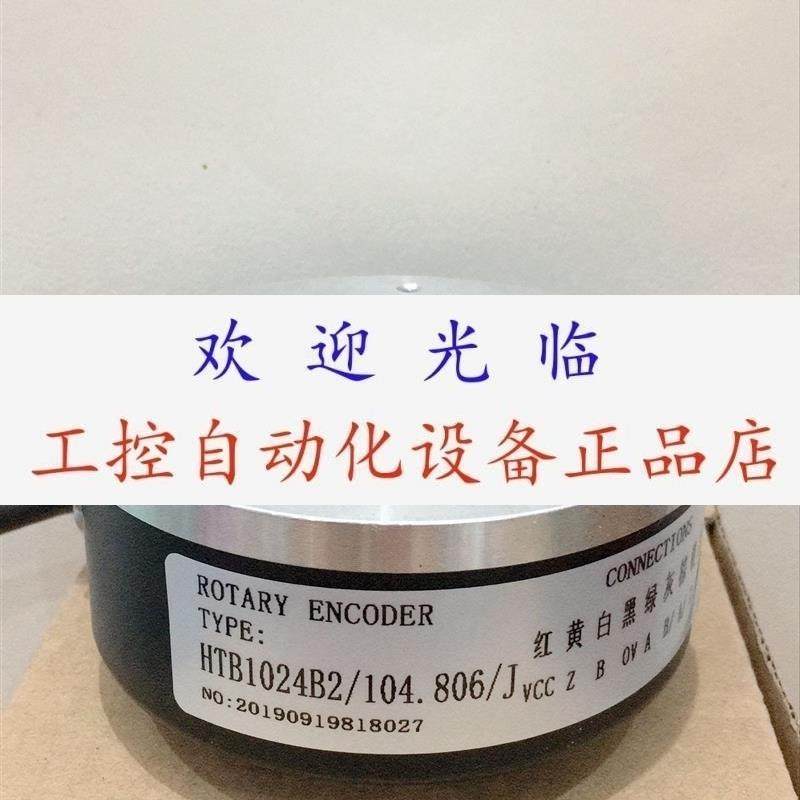 欢迎光临
工控自动化设备正品店
ROTARY ENCODER
TYPE:
HTB1024B2/104.806/J
NO:20190919818027
CONNECTIONS
红 黄 白 黑 绿 灰
VCC Z B 0V A B/